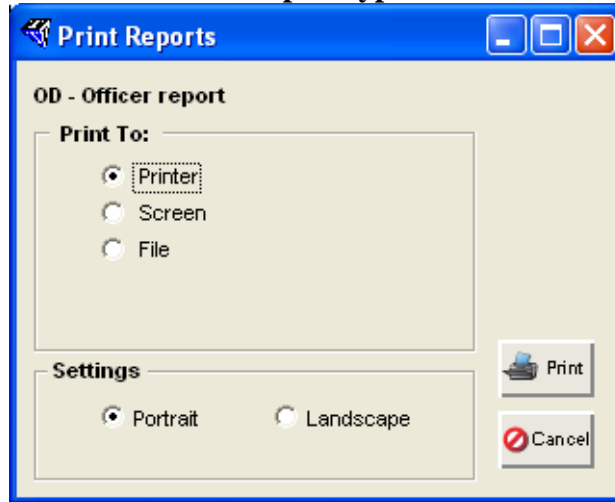 Print Reports
OD - Officer report
Print To:
Printer
Screen
File
Settings
Portrait
Landscape
Print
Cancel